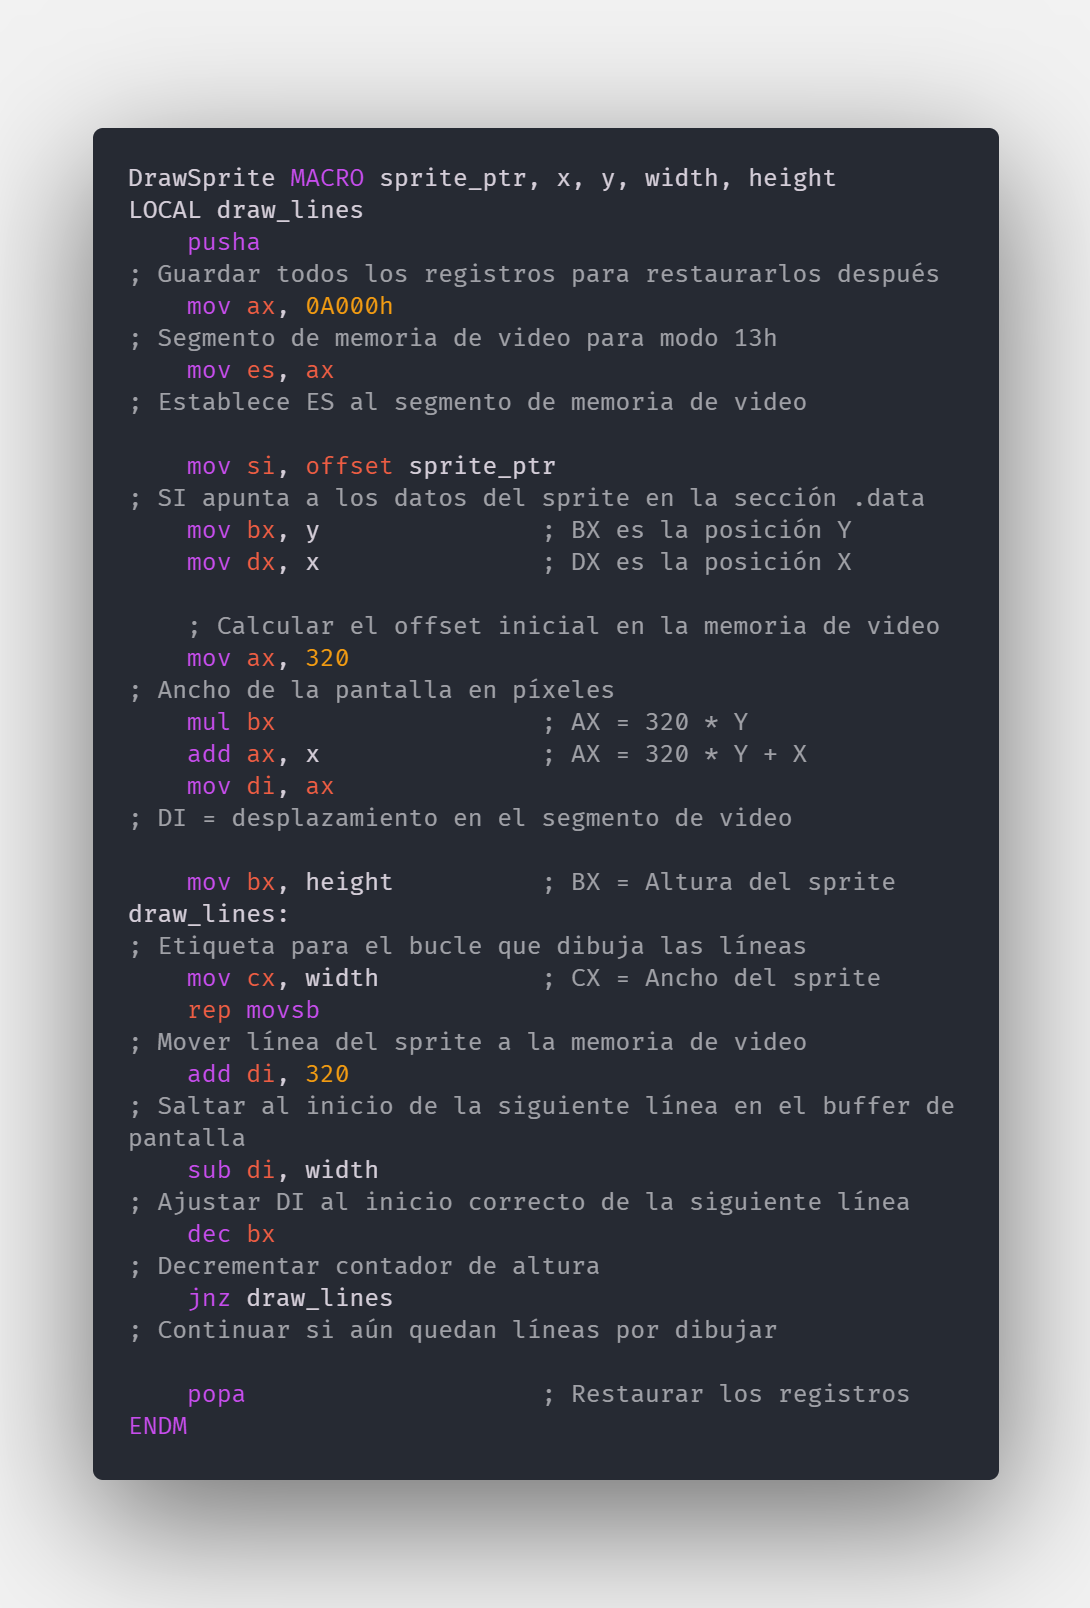 DrawSprite MACRO sprite_ptr, x, y, width, height
LOCAL draw_lines
    pusha
; Guardar todos los registros para restaurarlos después
    mov ax, 0A000h
; Segmento de memoria de video para modo 13h
    mov es, ax
; Establece ES al segmento de memoria de video

    mov si, offset sprite_ptr
; SI apunta a los datos del sprite en la sección .data
    mov bx, y               ; BX es la posición Y
    mov dx, x               ; DX es la posición X

    ; Calcular el offset inicial en la memoria de video
    mov ax, 320
; Ancho de la pantalla en píxeles
    mul bx                  ; AX = 320 * Y
    add ax, x               ; AX = 320 * Y + X
    mov di, ax
; DI = desplazamiento en el segmento de video

    mov bx, height          ; BX = Altura del sprite
draw_lines:
; Etiqueta para el bucle que dibuja las líneas
    mov cx, width           ; CX = Ancho del sprite
    rep movsb
; Mover línea del sprite a la memoria de video
    add di, 320
; Saltar al inicio de la siguiente línea en el buffer de
pantalla
    sub di, width
; Ajustar DI al inicio correcto de la siguiente línea
    dec bx
; Decrementar contador de altura
    jnz draw_lines
; Continuar si aún quedan líneas por dibujar

    popa                    ; Restaurar los registros
ENDM